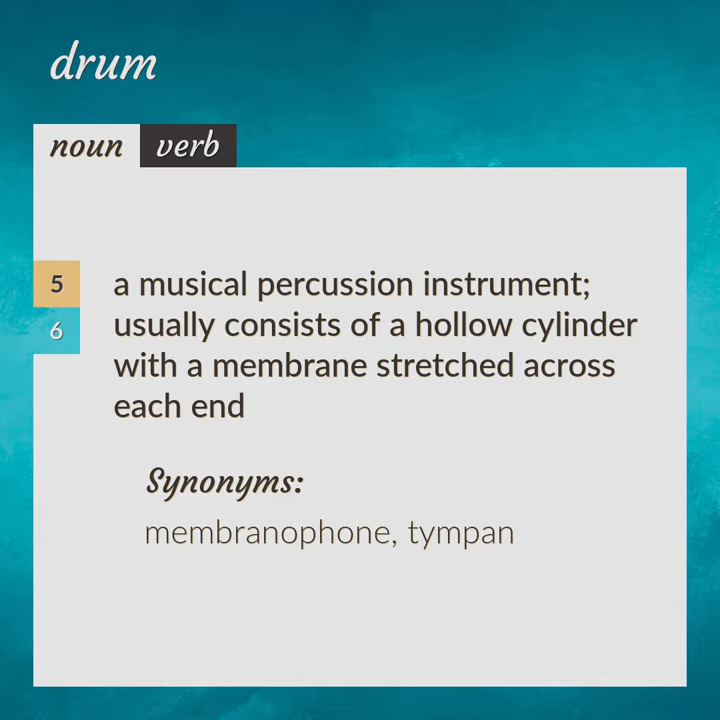 drum
noun verb
5
6
a musical percussion instrument;
usually consists of a hollow cylinder
with a membrane stretched across
each end
Synonyms:
membranophone, tympan